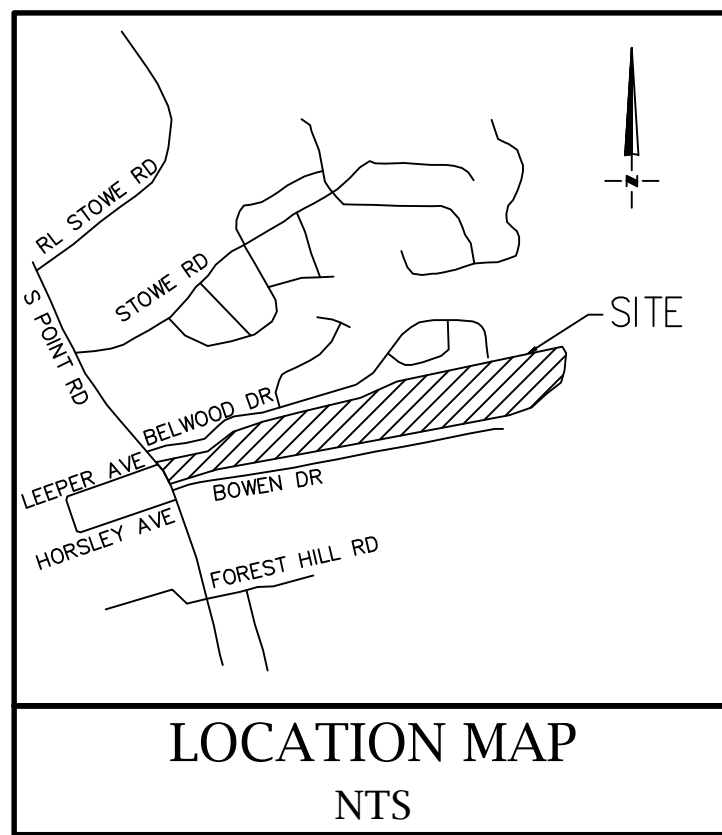 RL STOWE RD
STOWE RD
S POINT RD
SITE
BELWOOD DR
LEEPER AVE
BOWEN DR
HORSLEY AVE
FOREST HILL RD
N
LOCATION MAP
NTS